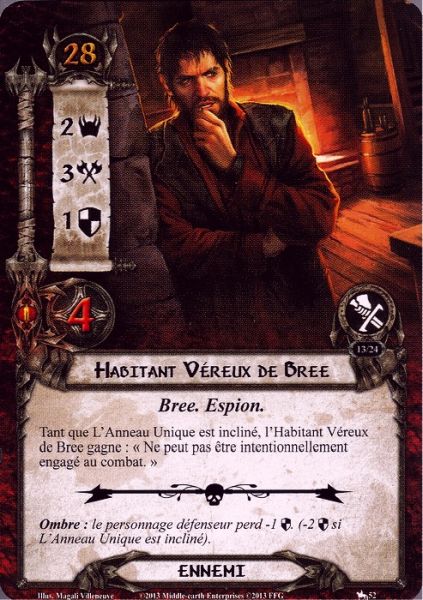 28
2
3
1
4
13/24
HABITANT VÉREUX DE BREE
Bree. Espion.
Tant que L'Anneau Unique est incliné, l'Habitant Véreux
de Bree gagne : « Ne peut pas être intentionnellement
engagé au combat. »
Ombre : le personnage défenseur perd -1 . (-2 si
L'Anneau Unique est incliné).
ENNEMI
Illus. Magali Villeneuve ©2013 Middle-earth Enterprises ©2013 FFG 52